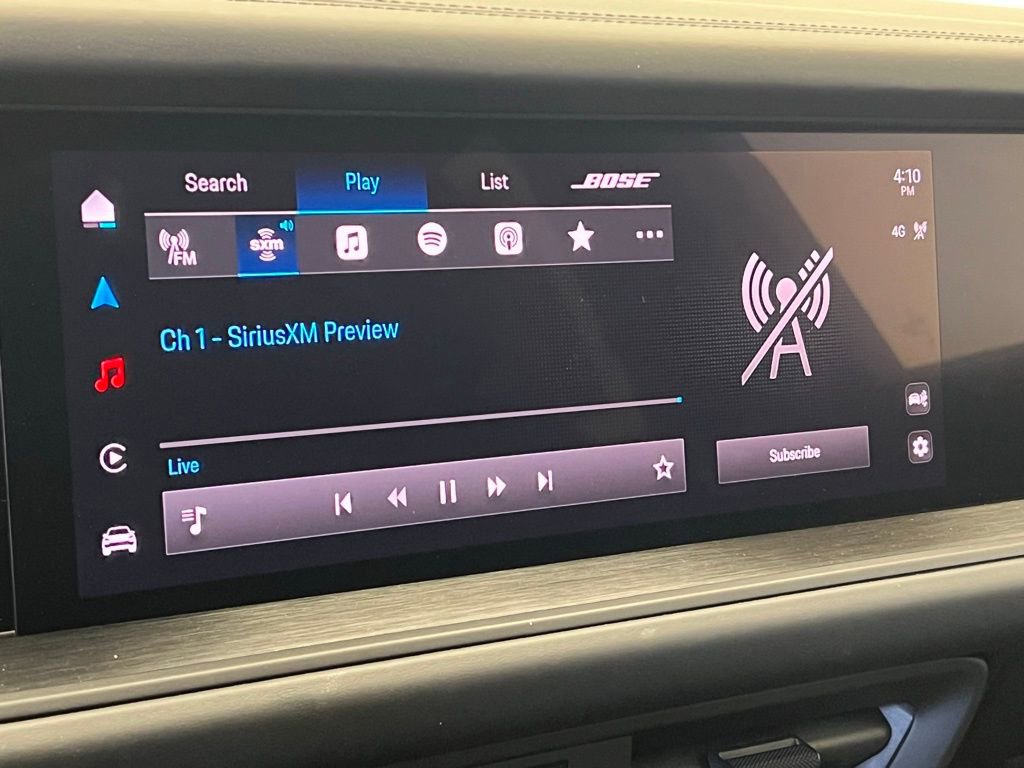 Search
Play
List
BOSE
4:10
PM
FM
sxm
4G
Ch 1 - SiriusXM Preview
Live
Subscribe